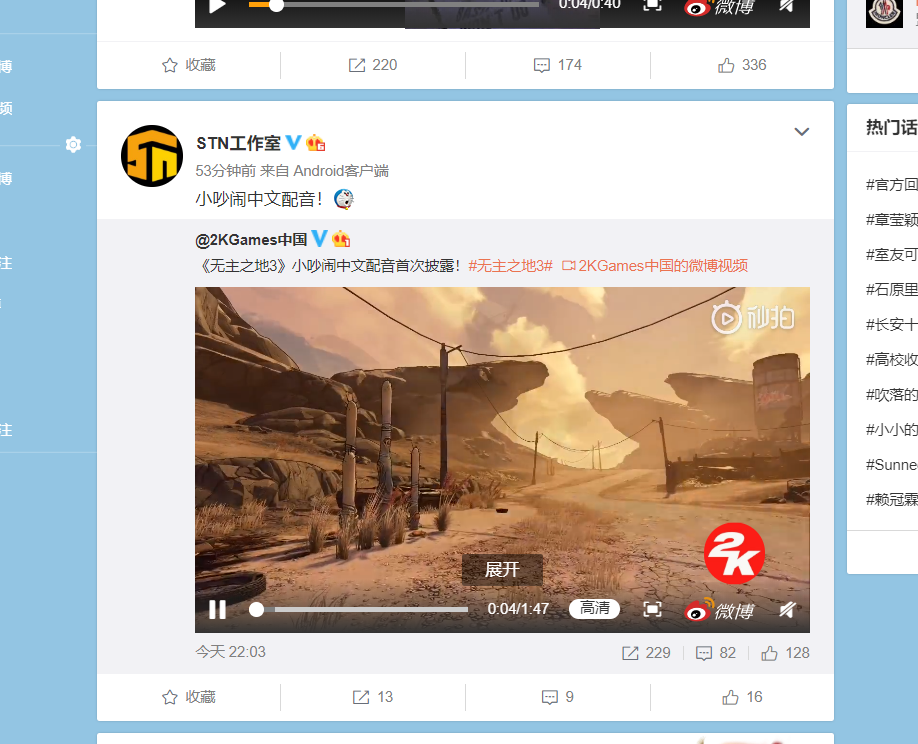 0:04/0:40
微博
收藏
220
174
336
博
频
博
注
注
STN工作室
53分钟前 来自 Android客户端
小吵闹中文配音！
@2KGames中国
《无主之地3》小吵闹中文配音首次披露！#无主之地3# 2KGames中国的微博视频
秒拍
2K
展开
0:04/1:47 高清 微博
今天 22:03
229
82
128
收藏
13
9
16
热门话
#官方回
#章莹颖
#室友可
#石原里
#长安十
#高校收
#吹落的
#小小的
#Sunne
#赖冠霖